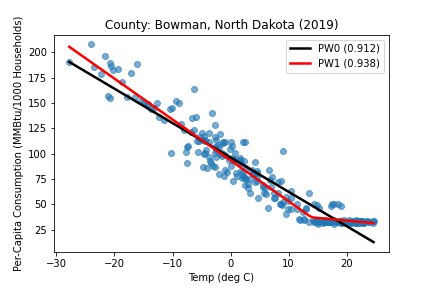 County: Bowman, North Dakota (2019)
PW0 (0.912)
PW1 (0.938)
Per-Capita Consumption (MMBtu/1000 Households)
200
175
150
125
100
75
50
25
−30 −20 −10 0 10 20
Temp (deg C)